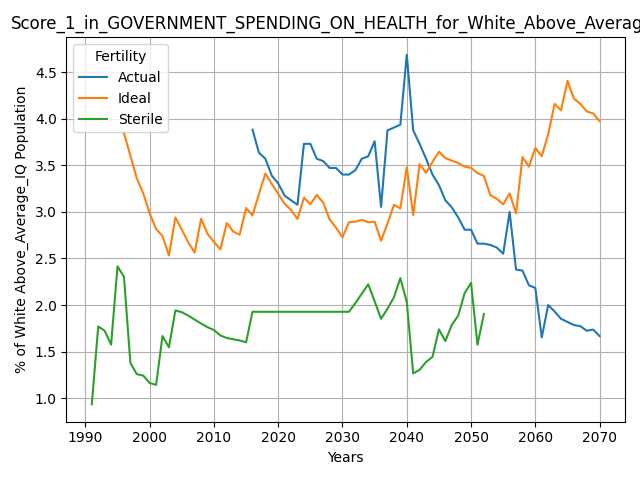 Score_1_in_GOVERNMENT_SPENDING_ON_HEALTH_for_White_Above_Averag
Fertility
Actual
Ideal
Sterile
% of White Above_Average_IQ Population
4.5
4.0
3.5
3.0
2.5
2.0
1.5
1.0
1990 2000 2010 2020 2030 2040 2050 2060 2070
Years